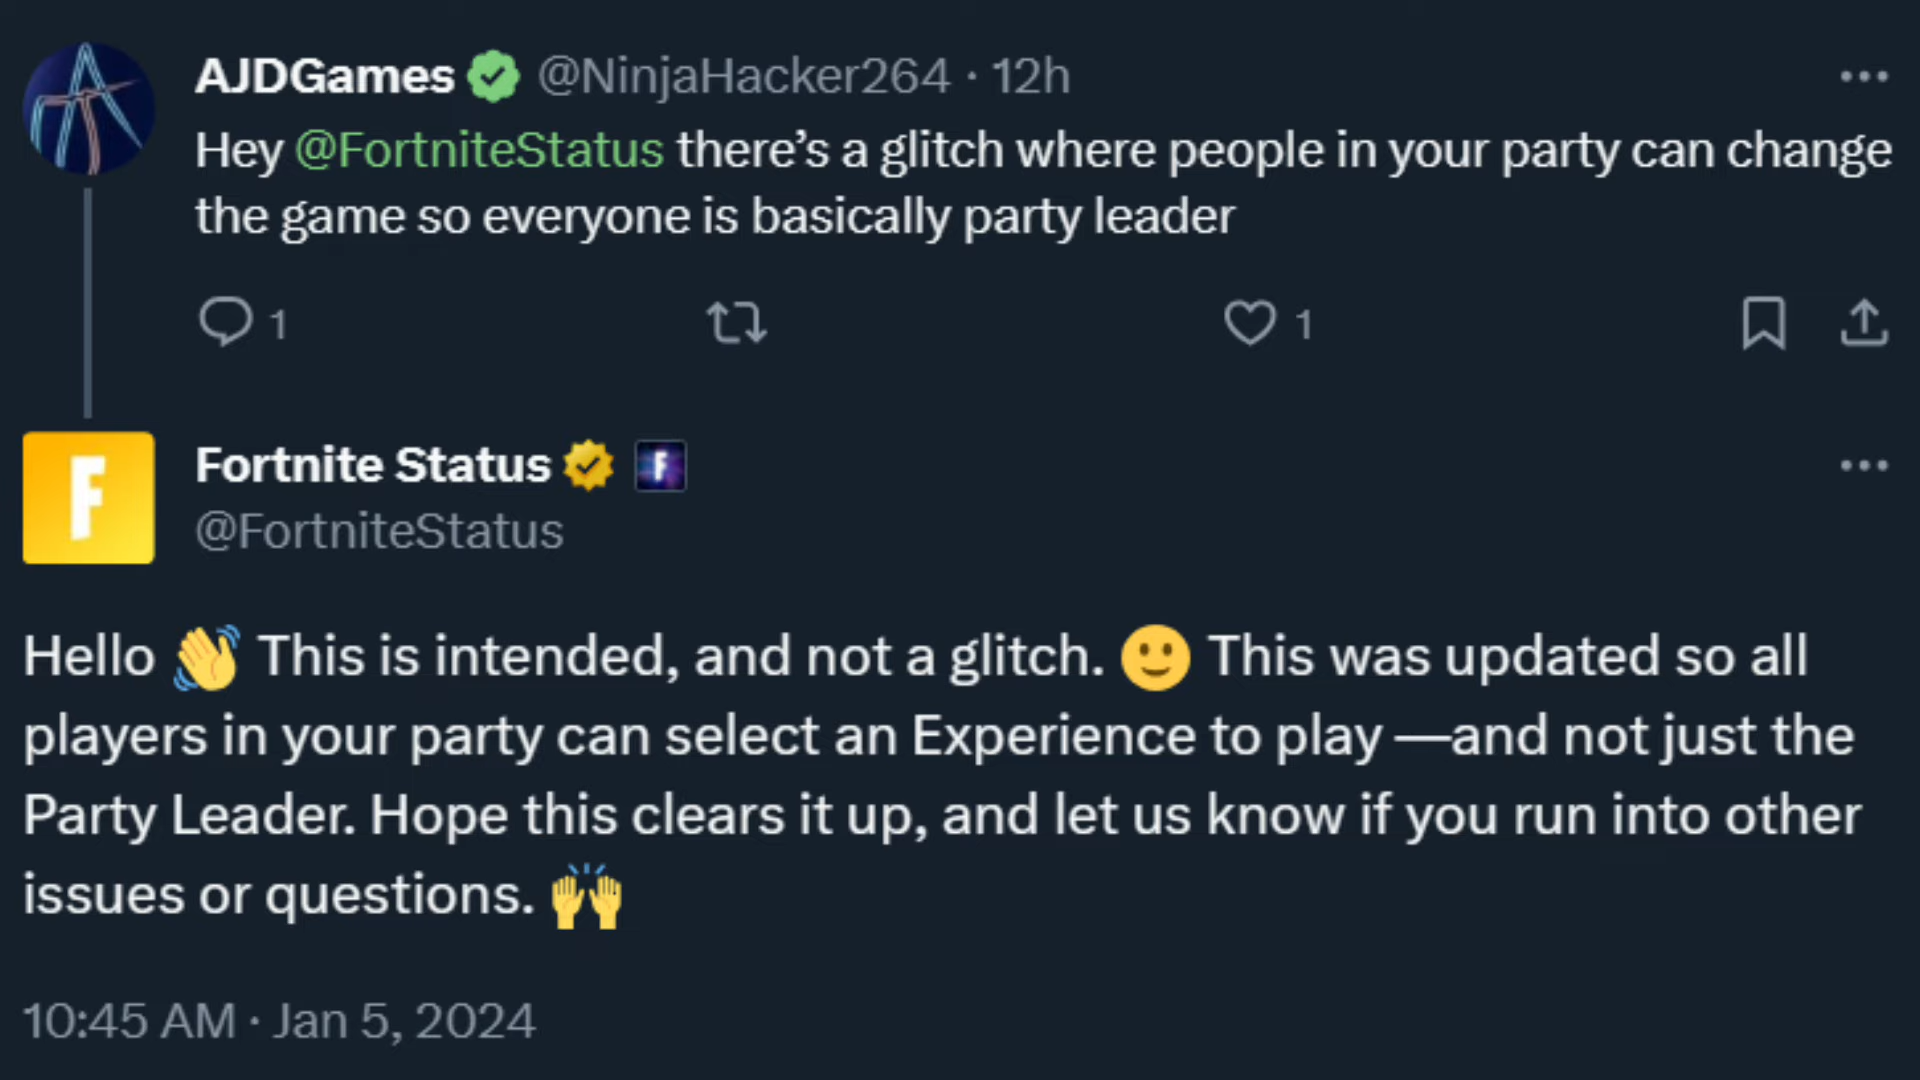 AJDGames @NinjaHacker264 · 12h
Hey @FortniteStatus there’s a glitch where people in your party can change
the game so everyone is basically party leader
1 1
F
Fortnite Status F
@FortniteStatus
Hello 👋 This is intended, and not a glitch. 🙂 This was updated so all
players in your party can select an Experience to play —and not just the
Party Leader. Hope this clears it up, and let us know if you run into other
issues or questions. 🙌
10:45 AM · Jan 5, 2024